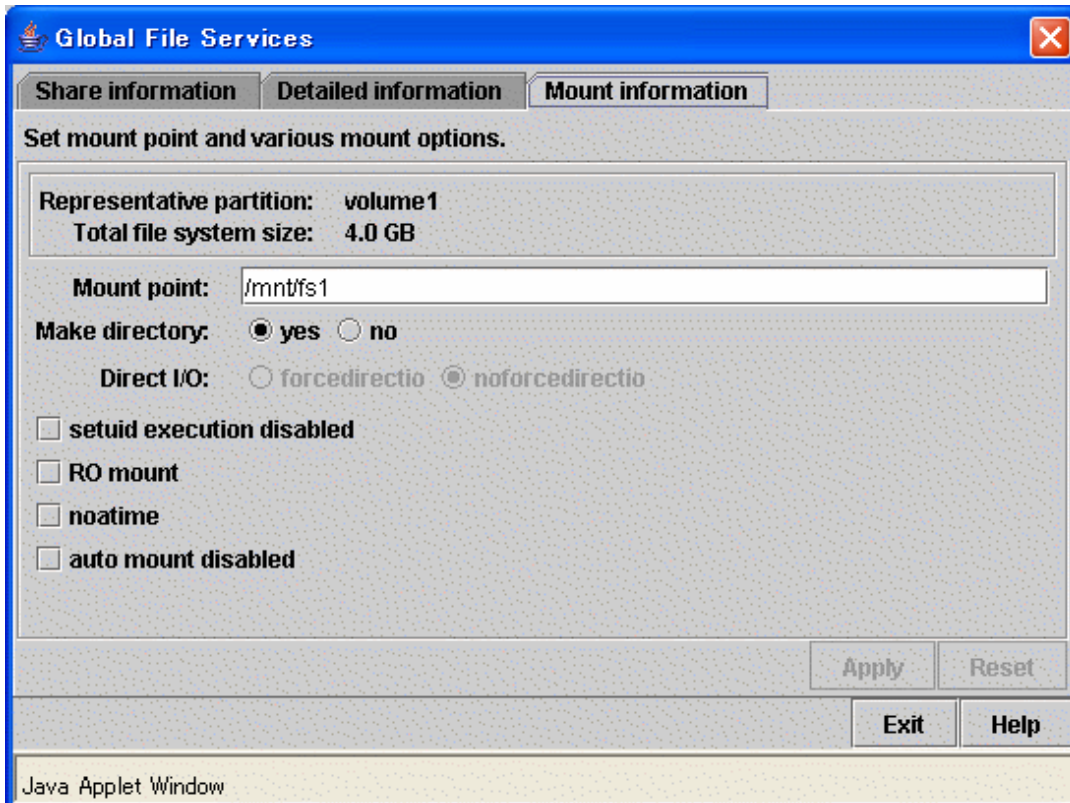 Global File Services
Share information Detailed information Mount information
Set mount point and various mount options.
Representative partition: volume1
Total file system size: 4.0 GB
Mount point: /mnt/fs1
Make directory: yes no
Direct I/O: forcedirectio noforcedirectio
setuid execution disabled
RO mount
noatime
auto mount disabled
Apply Reset
Exit Help
Java Applet Window